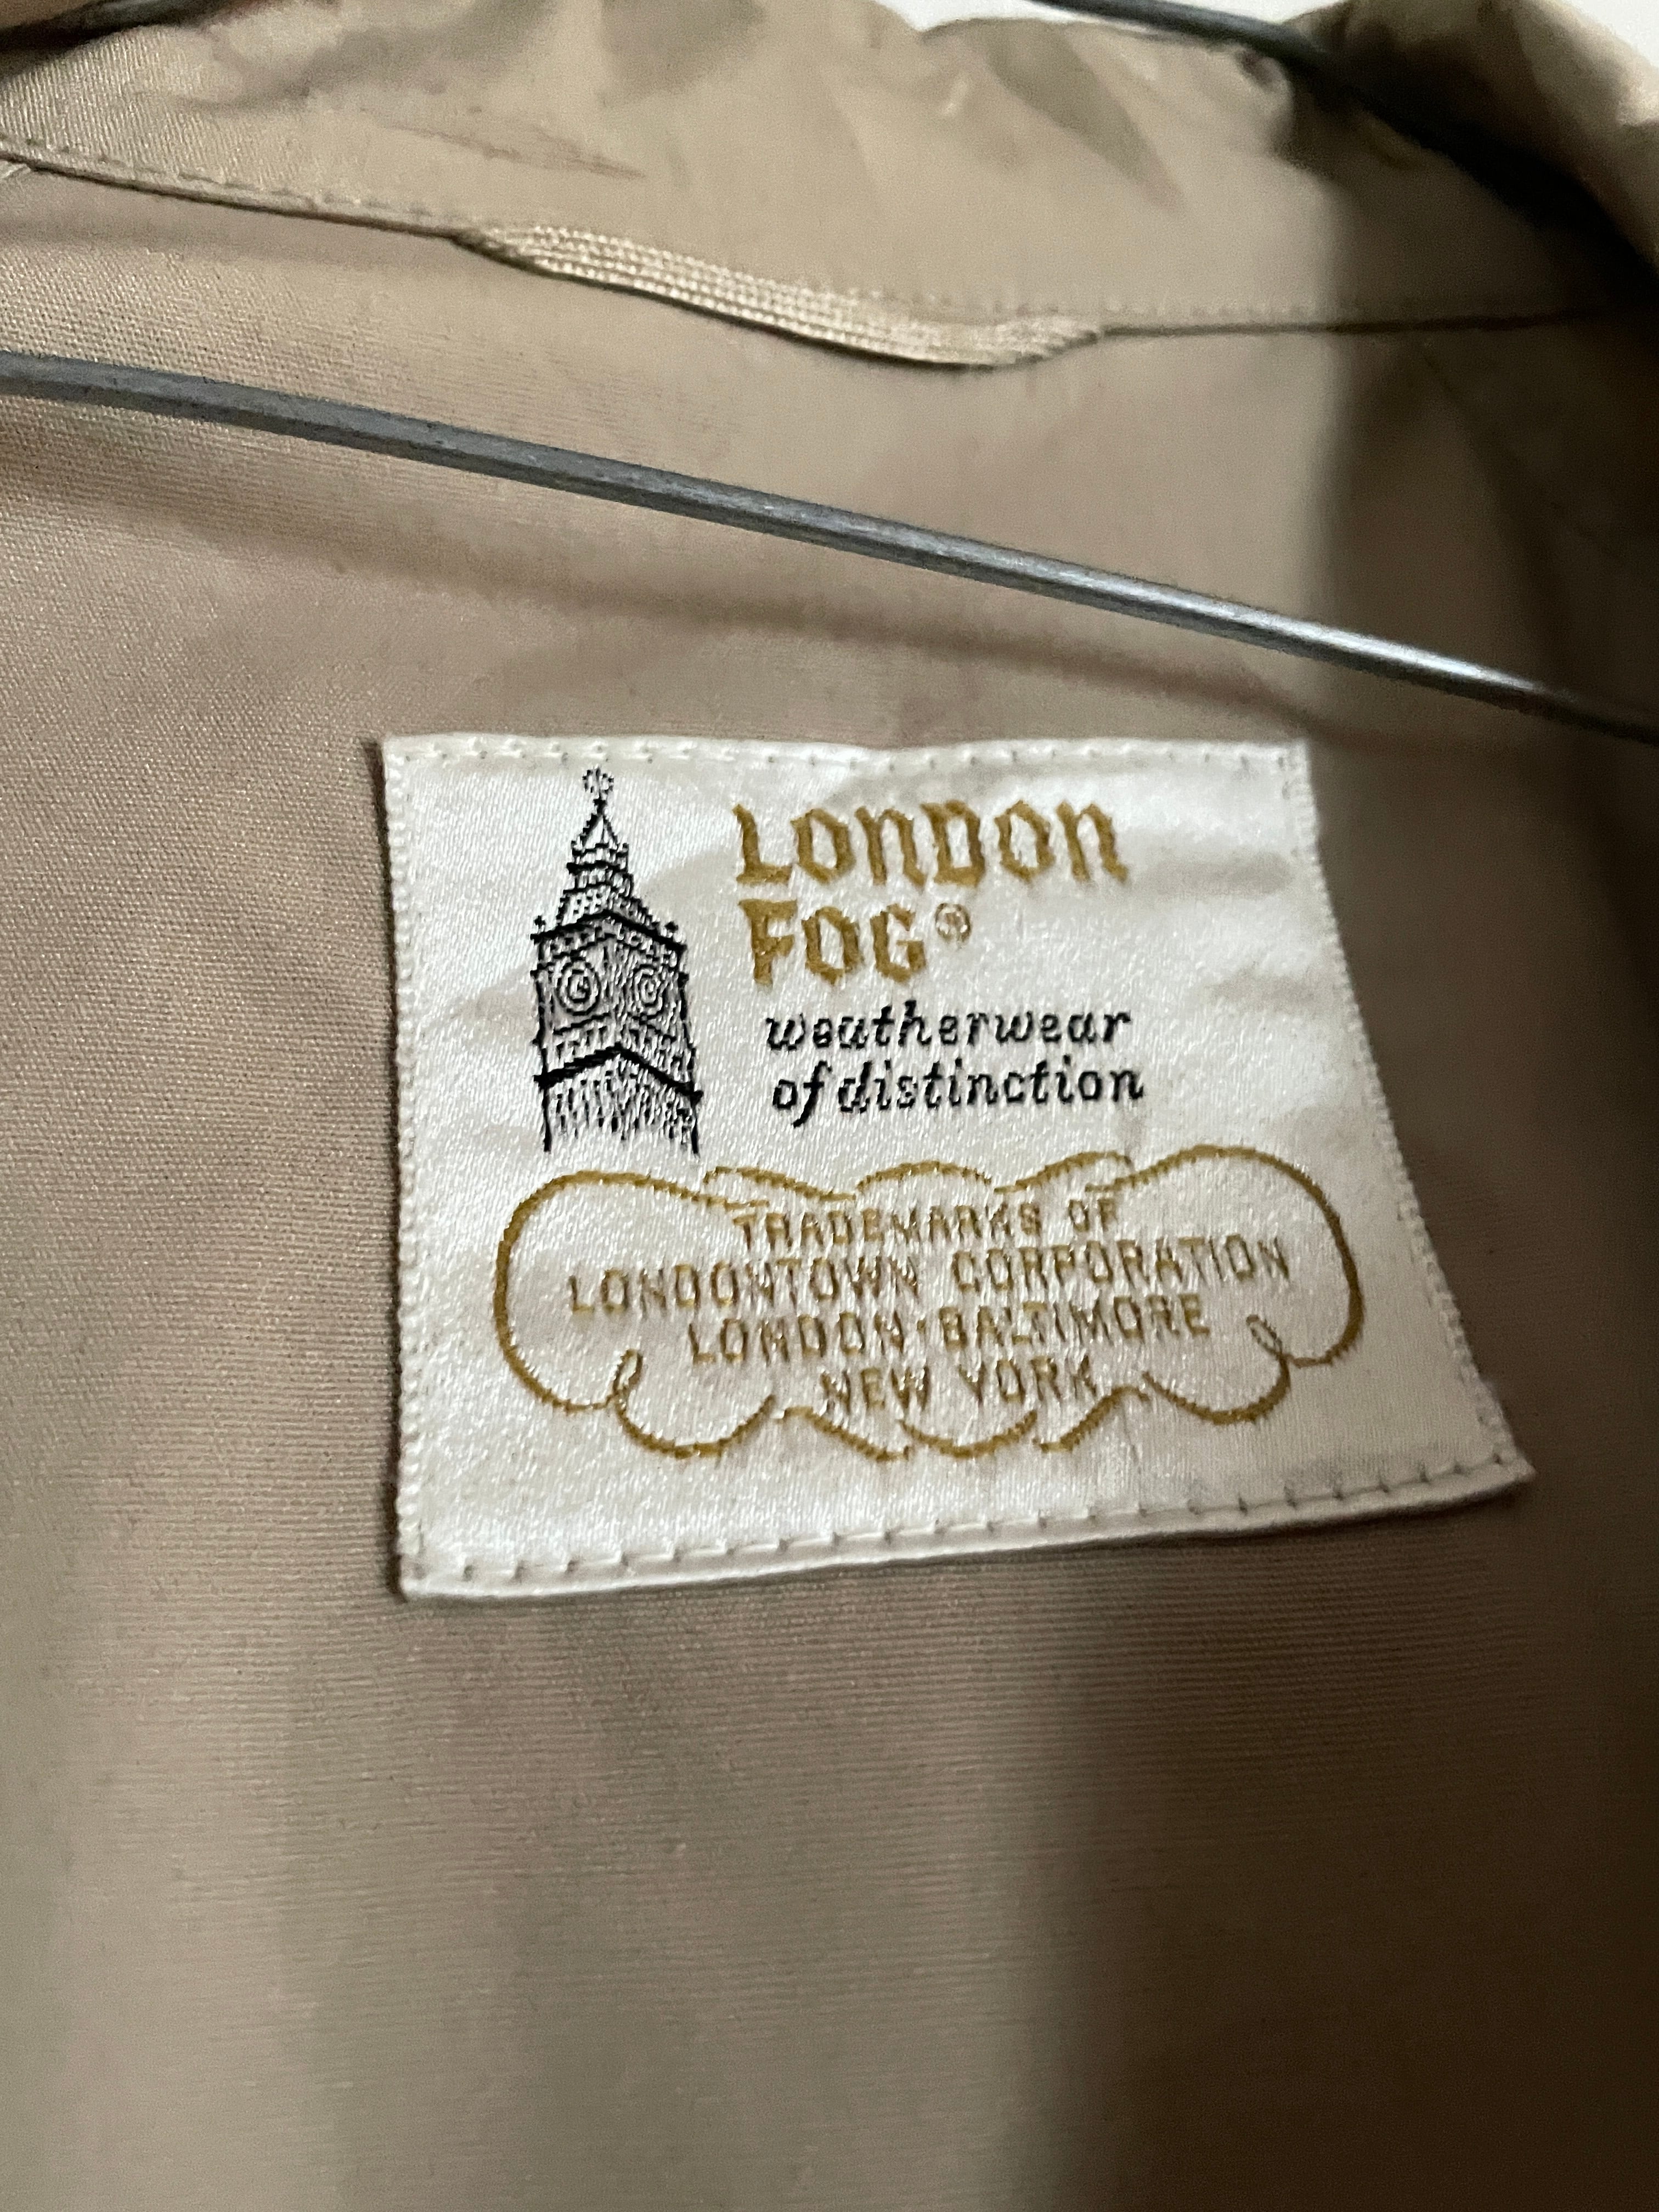 LONDON
FOG®
weatherwear
of distinction
TRADEMARKS OF
LONDONTOWN CORPORATION
LONDON·BALTIMORE
NEW YORK